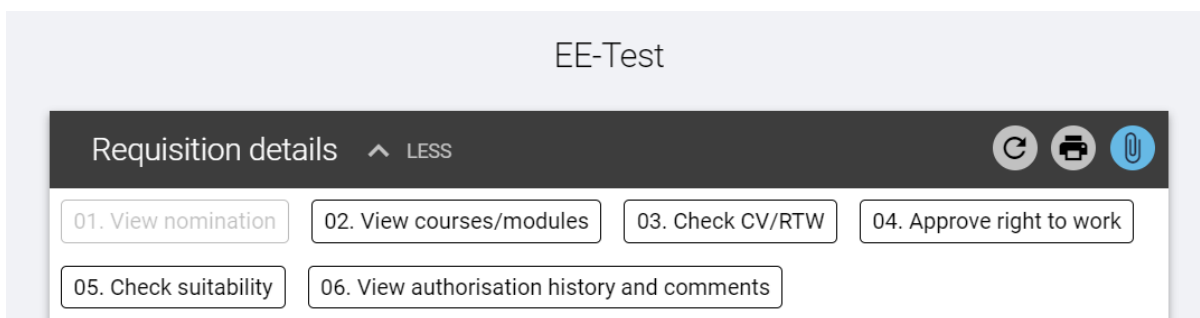 EE-Test
Requisition details LESS
01. View nomination 02. View courses/modules 03. Check CV/RTW 04. Approve right to work
05. Check suitability 06. View authorisation history and comments